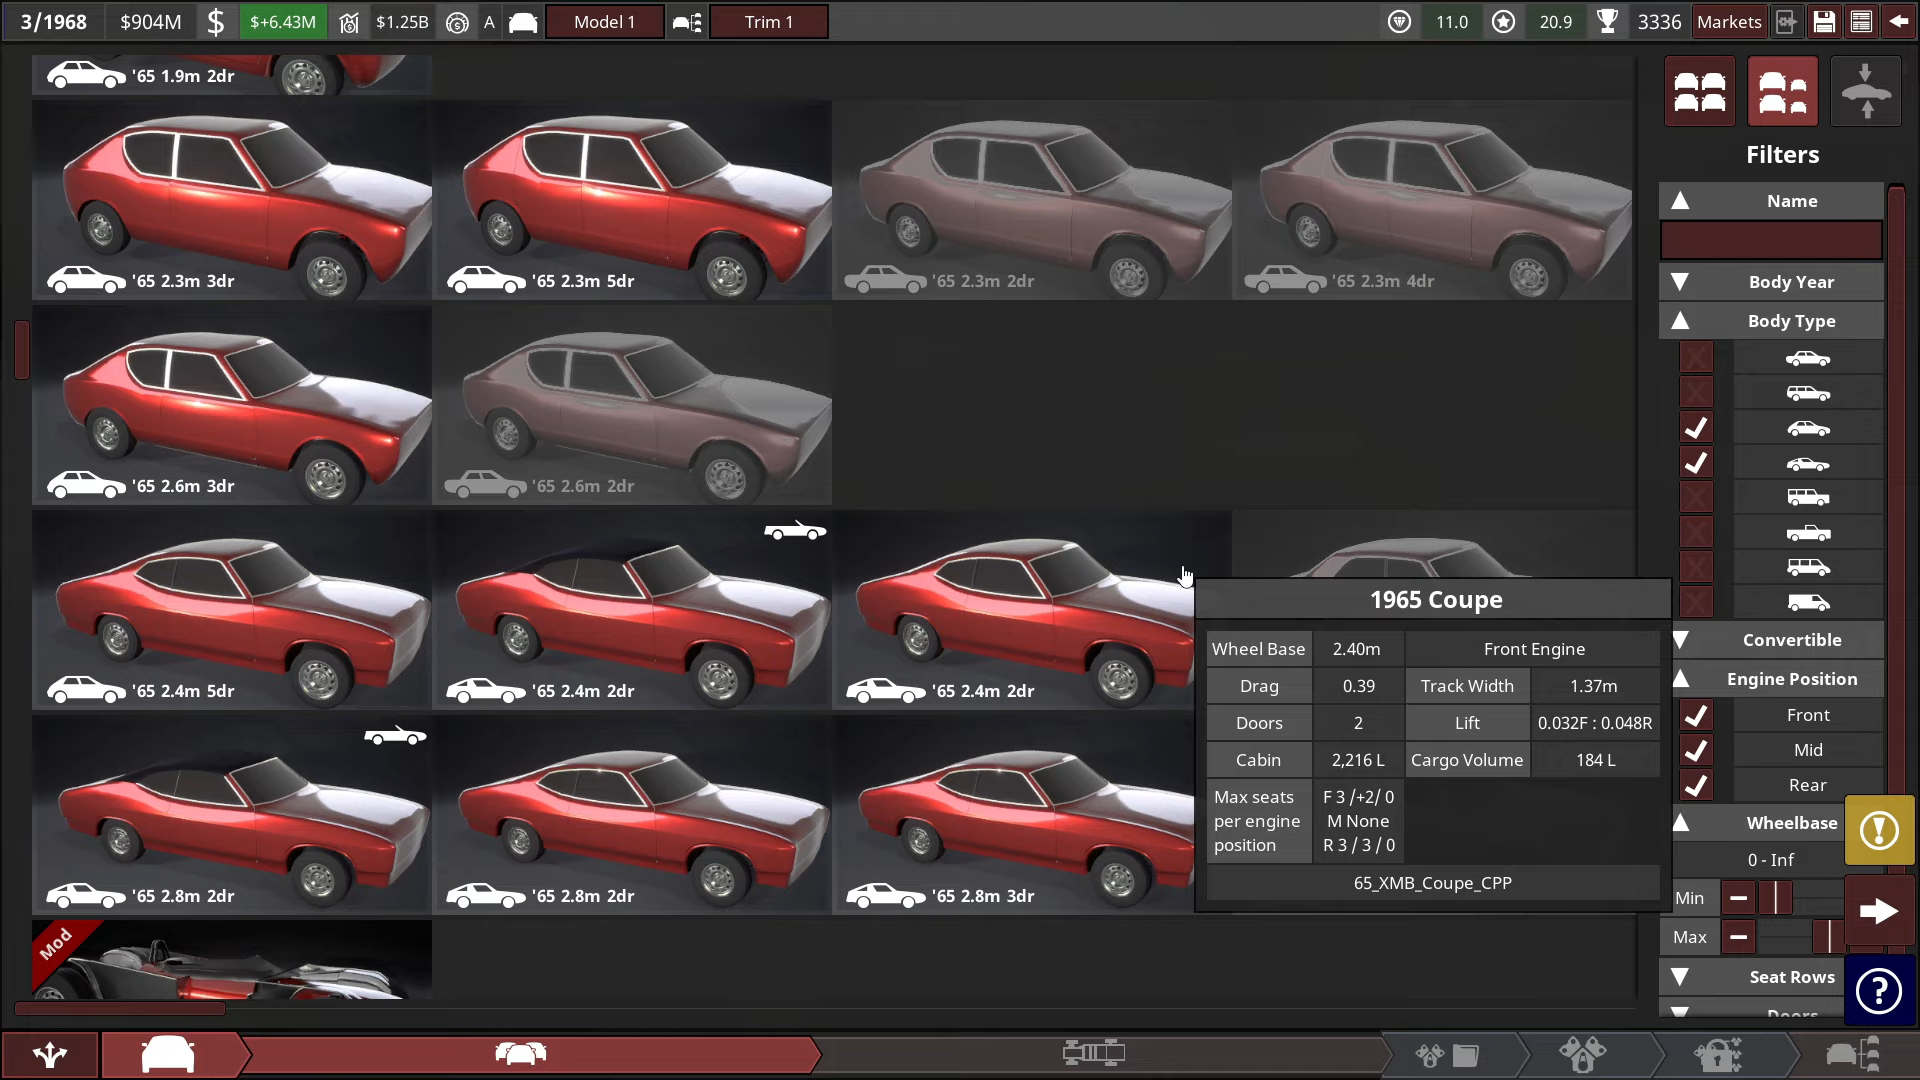 3/1968 $904M $+6.43M $1.25B A Model 1 Trim 1 11.0 20.9 3336 Markets
'65 1.9m 2dr
'65 2.3m 3dr '65 2.3m 5dr '65 2.3m 2dr '65 2.3m 4dr
'65 2.6m 3dr '65 2.6m 2dr
'65 2.4m 5dr '65 2.4m 2dr '65 2.4m 2dr
'65 2.8m 2dr '65 2.8m 2dr '65 2.8m 3dr
Mod
1965 Coupe
Wheel Base 2.40m Front Engine
Drag 0.39 Track Width 1.37m
Doors 2 Lift 0.032F : 0.048R
Cabin 2,216 L Cargo Volume 184 L
Max seats per engine position
F 3 /+2/ 0
M None
R 3 / 3 / 0
65_XMB_Coupe_CPP
Filters
Name
Body Year
Body Type
Convertible
Engine Position
Front
Mid
Rear
Wheelbase
0 - Inf
Min
Max
Seat Rows
Doors